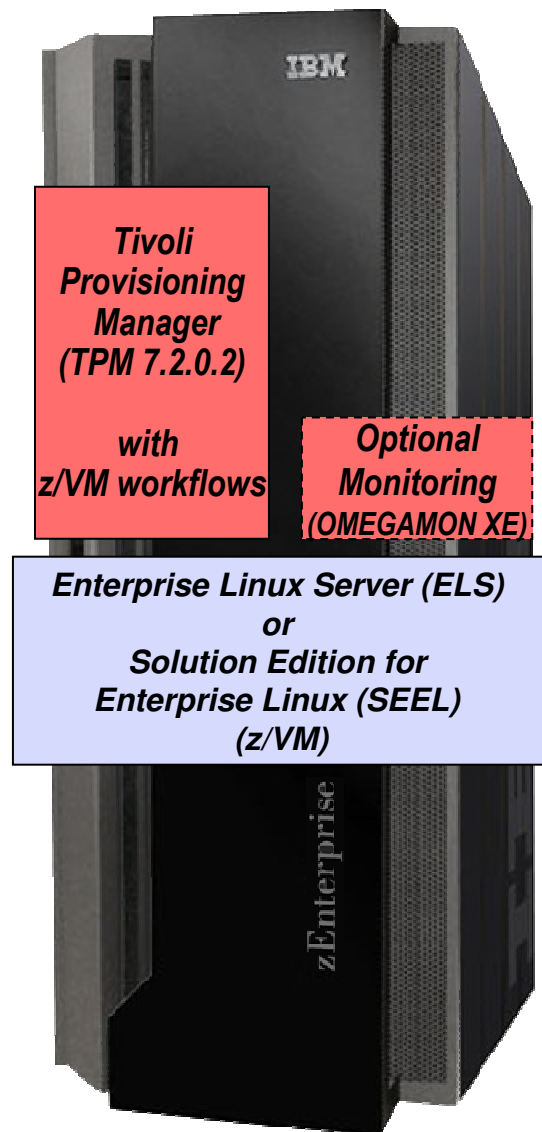 IBM
Tivoli
Provisioning
Manager
(TPM 7.2.0.2)
with
z/VM workflows
Optional
Monitoring
(OMEGAMON XE)
Enterprise Linux Server (ELS)
or
Solution Edition for
Enterprise Linux (SEEL)
(z/VM)
zEnterprise